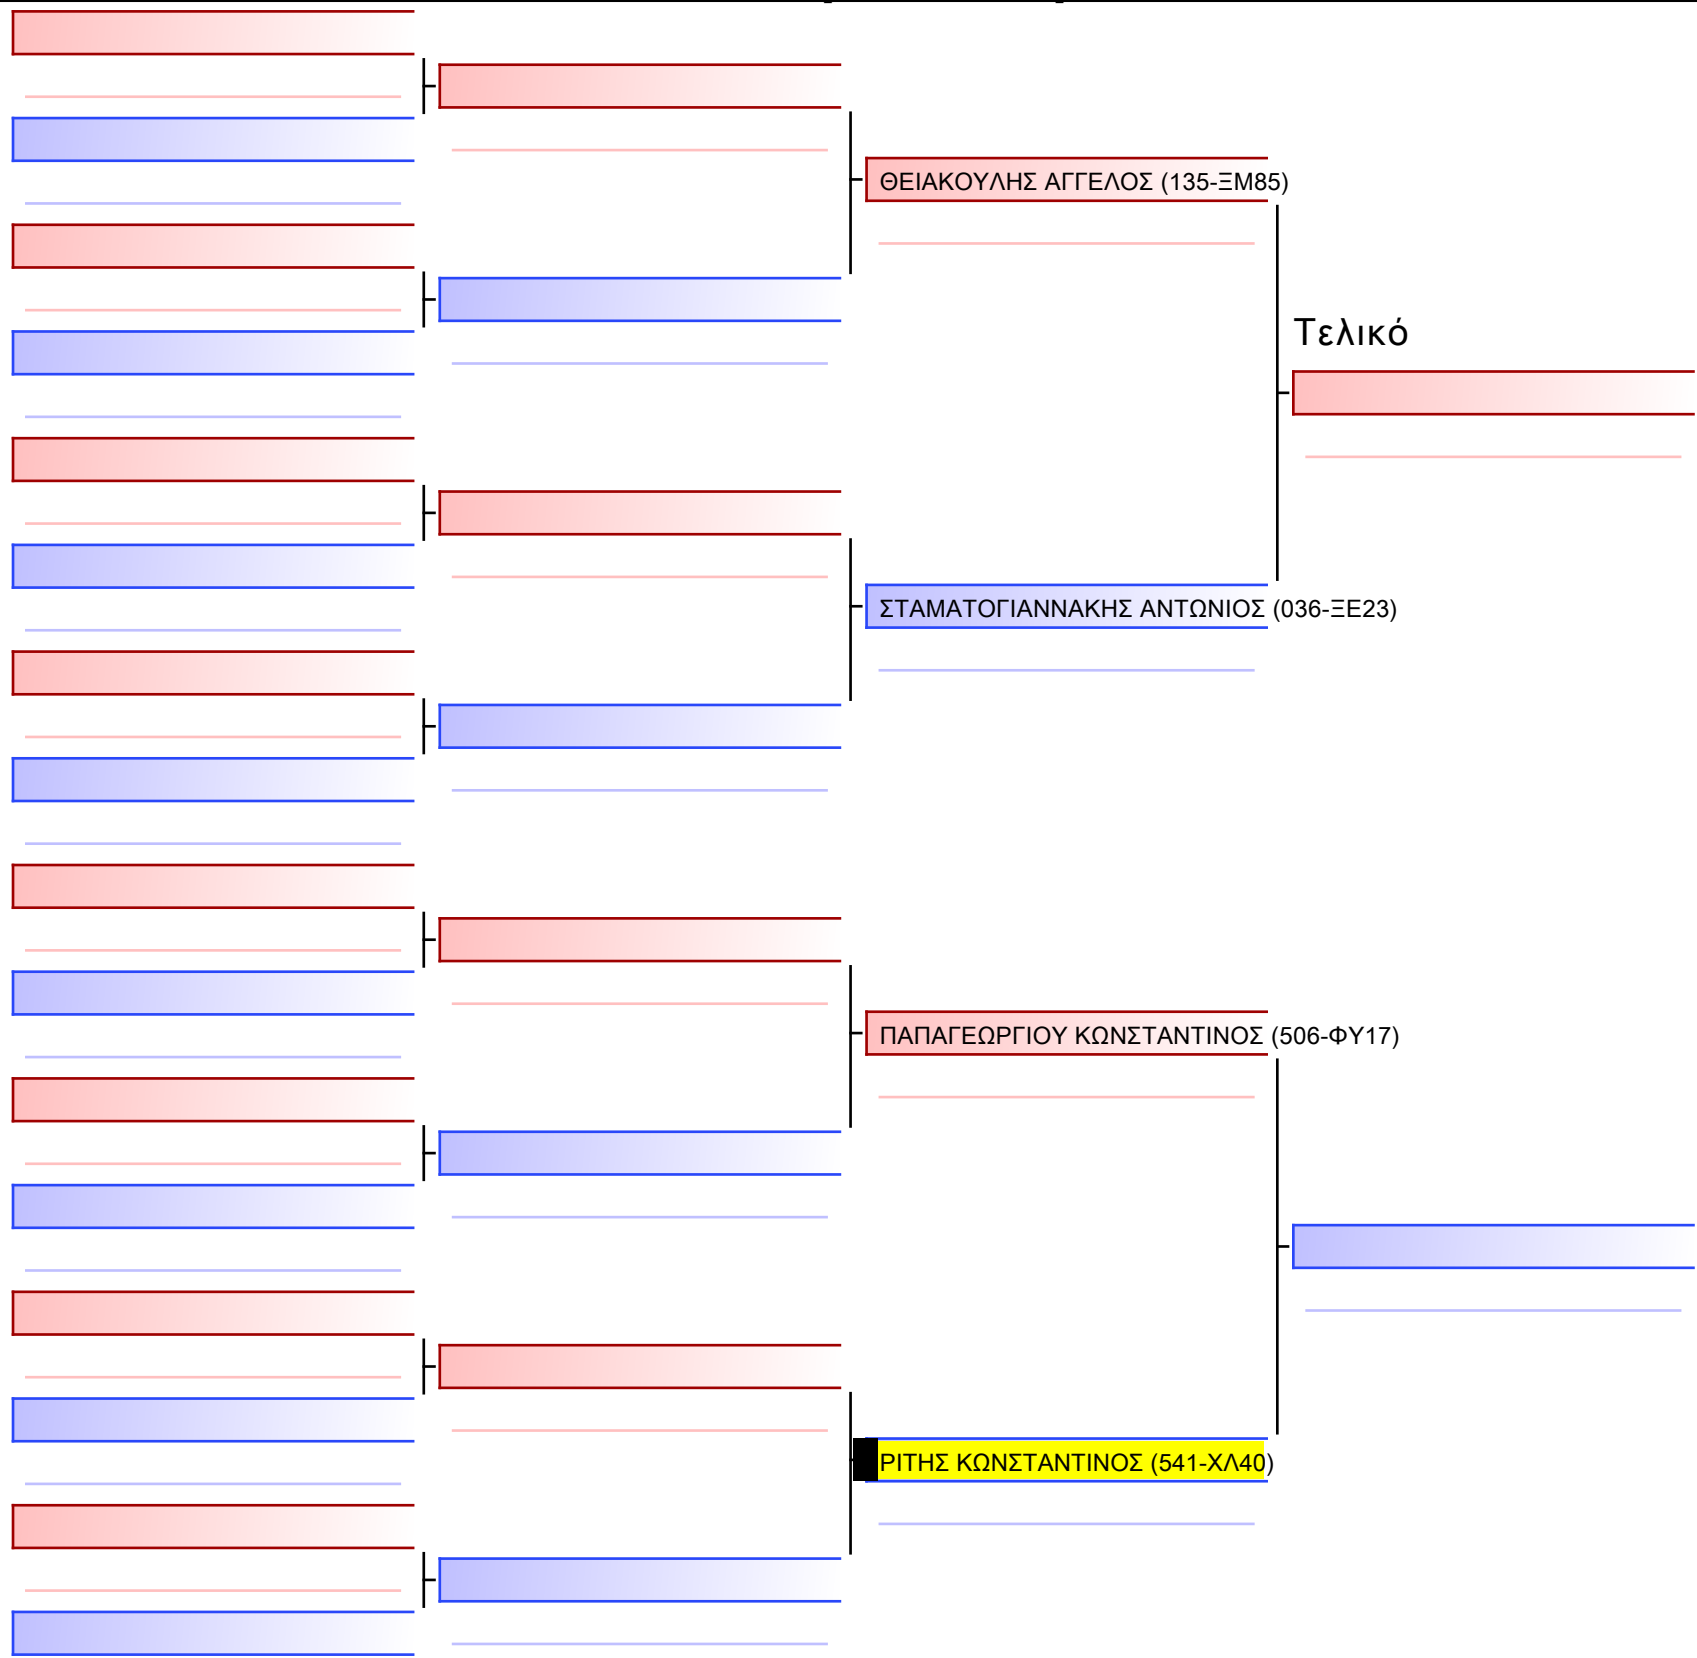 ΘΕΙΑΚΟΥΛΗΣ ΑΓΓΕΛΟΣ (135-ΞΜ85)
Τελικό
ΣΤΑΜΑΤΟΓΙΑΝΝΑΚΗΣ ΑΝΤΩΝΙΟΣ (036-ΞΕ23)
ΠΑΠΑΓΕΩΡΓΙΟΥ ΚΩΝΣΤΑΝΤΙΝΟΣ (506-ΦΥ17)
ΡΙΤΗΣ ΚΩΝΣΤΑΝΤΙΝΟΣ (541-ΧΛ40)